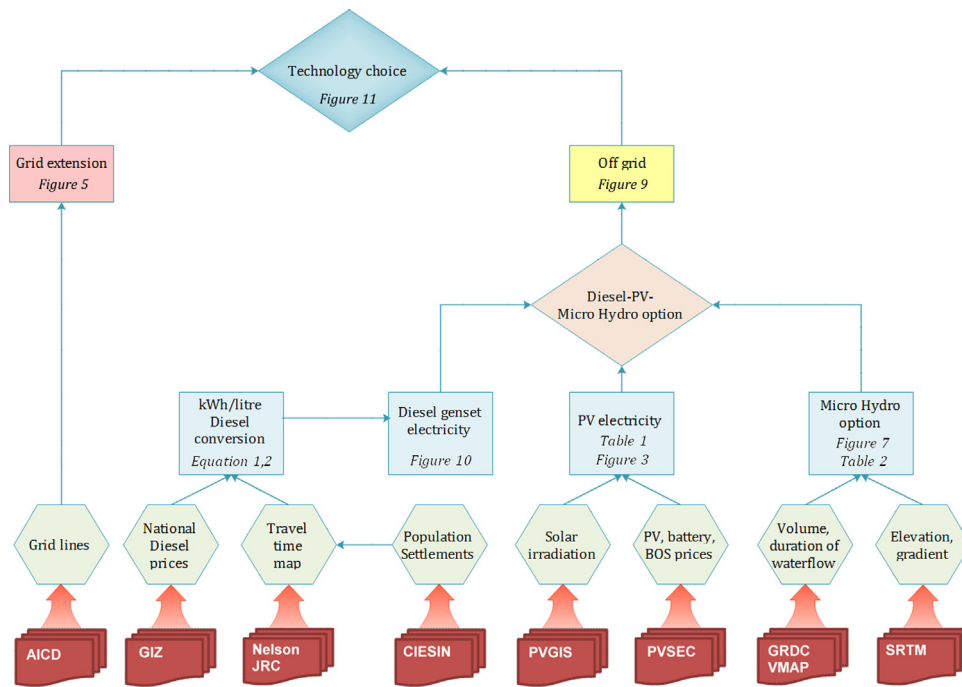 Technology choice
Figure 11
Grid extension
Figure 5
Off grid
Figure 9
Diesel-PV-
Micro Hydro option
kWh/litre
Diesel
conversion
Equation 1,2
Diesel genset
electricity
Figure 10
PV electricity
Table 1
Figure 3
Micro Hydro
option
Figure 7
Table 2
Grid lines
National
Diesel
prices
Travel
time
map
Population
Settlements
Solar
irradiation
PV, battery,
BOS prices
Volume,
duration of
waterflow
Elevation,
gradient
AICD
GIZ
Nelson
JRC
CIESIN
PVGIS
PVSEC
GRDC
VMAP
SRTM